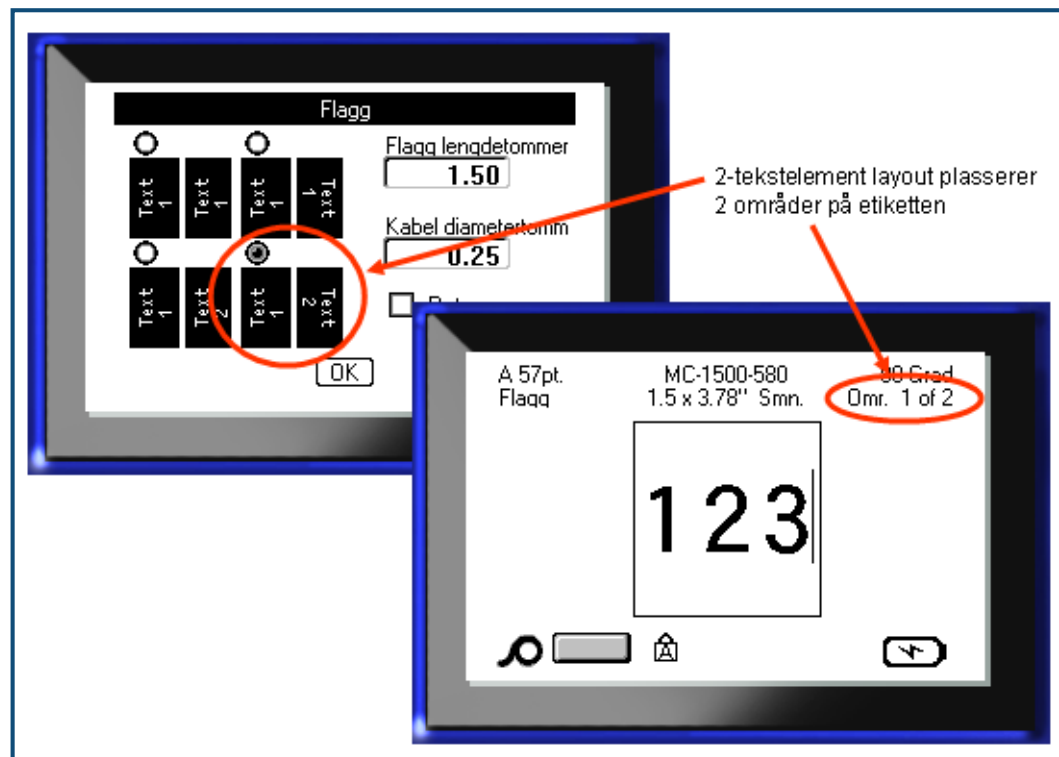 Flagg
Flagg lengdetommer
1.50
Text 1
Text 1
Text 1
Text 1
Kabel diametertomm
0.25
Text 1
Text 2
Text 1
Text 2
OK
2-tekstelement layout plasserer
2 områder på etiketten
A 57pt. MC-1500-580 Grad
Flagg 1.5 x 3.78" Smn. Omr. 1 of 2
123
A